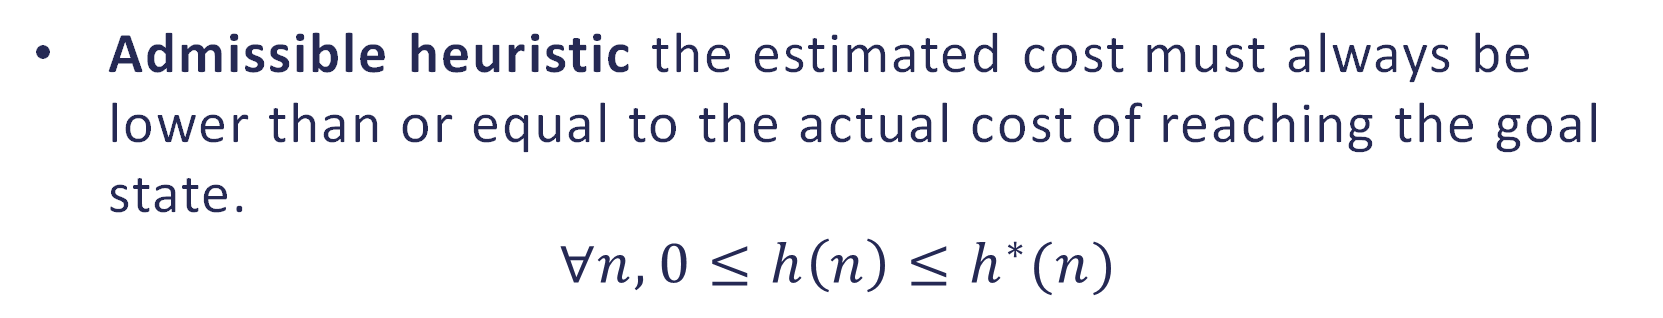 • Admissible heuristic the estimated cost must always be
lower than or equal to the actual cost of reaching the goal
state.
∀n, 0 ≤ h(n) ≤ h*(n)